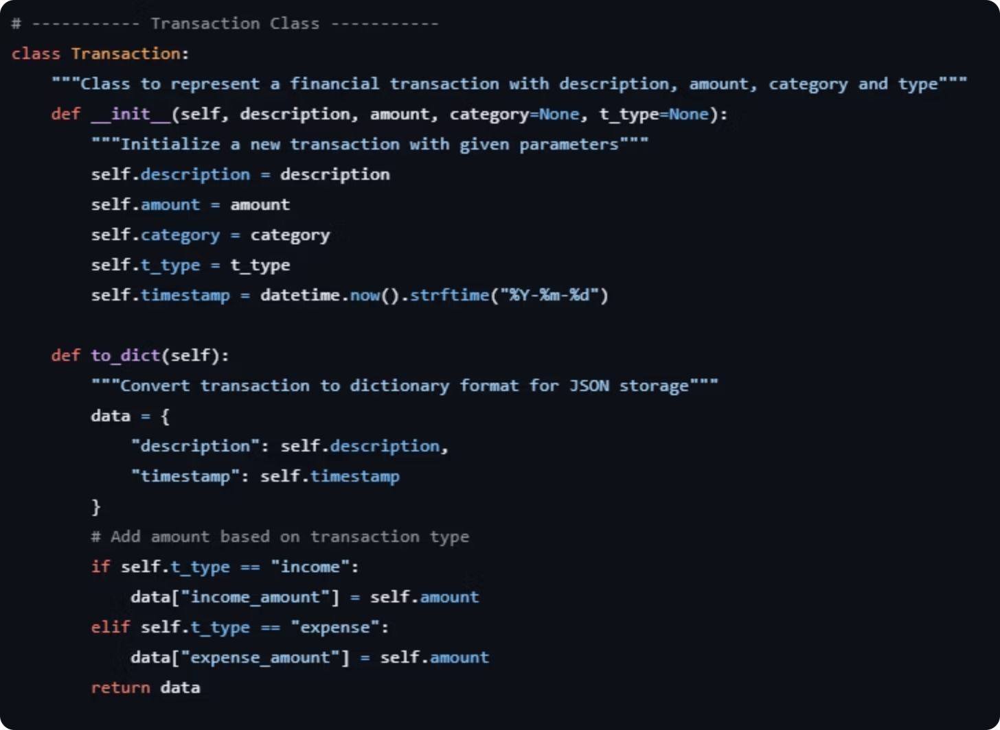 # ----------- Transaction Class -----------
class Transaction:
    """Class to represent a financial transaction with description, amount, category and type"""
    def __init__(self, description, amount, category=None, t_type=None):
        """Initialize a new transaction with given parameters"""
        self.description = description
        self.amount = amount
        self.category = category
        self.t_type = t_type
        self.timestamp = datetime.now().strftime("%Y-%m-%d")

    def to_dict(self):
        """Convert transaction to dictionary format for JSON storage"""
        data = {
            "description": self.description,
            "timestamp": self.timestamp
        }
        # Add amount based on transaction type
        if self.t_type == "income":
            data["income_amount"] = self.amount
        elif self.t_type == "expense":
            data["expense_amount"] = self.amount
        return data